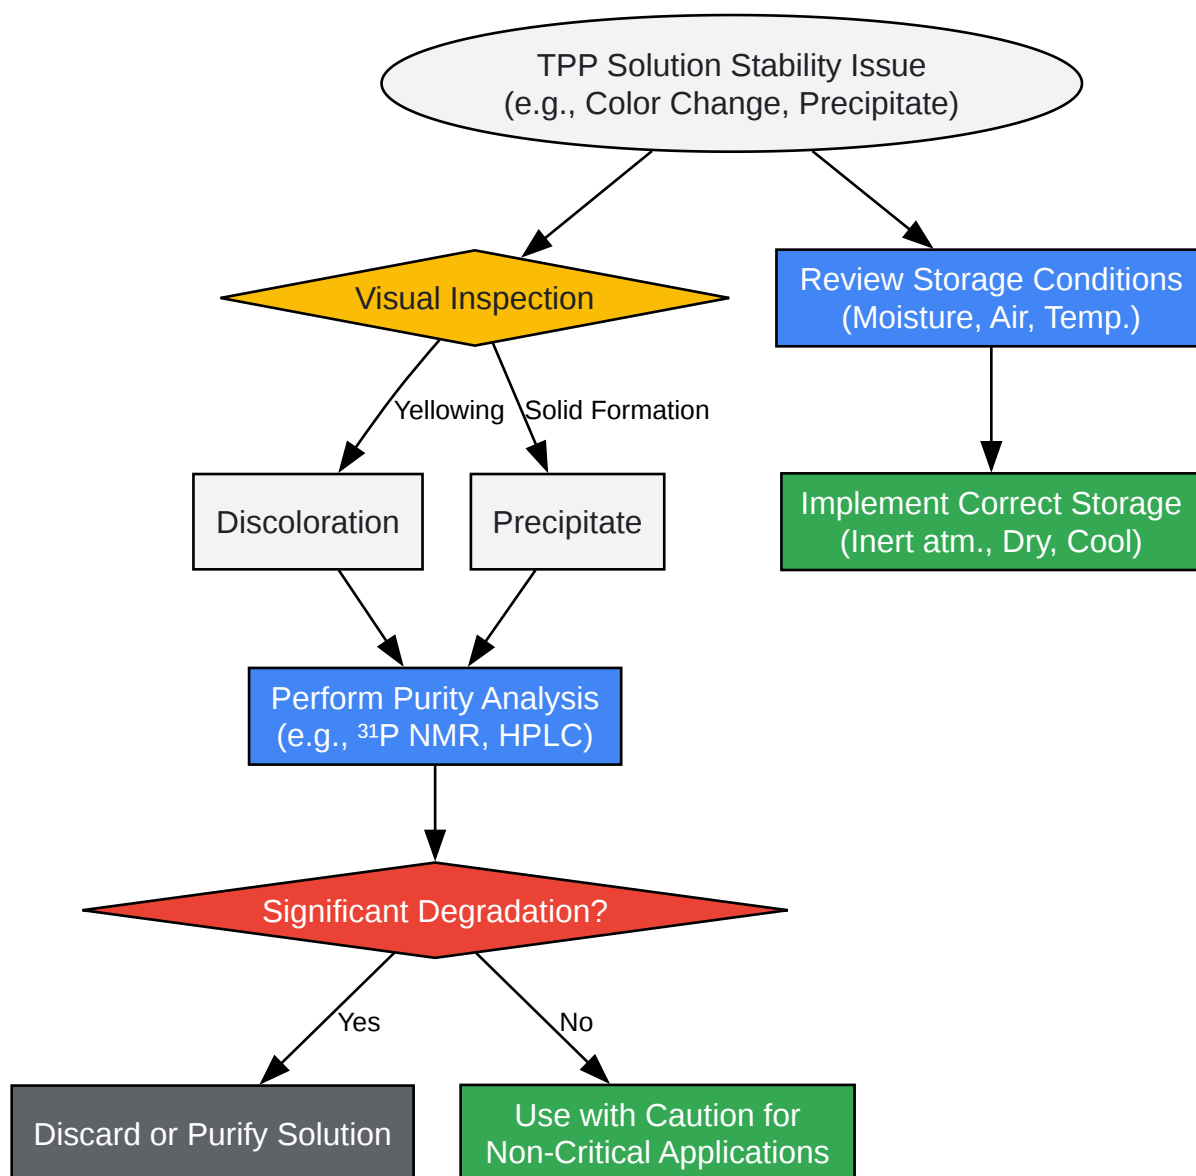 TPP Solution Stability Issue
(e.g., Color Change, Precipitate)
Visual Inspection
Review Storage Conditions
(Moisture, Air, Temp.)
Yellowing
Solid Formation
Discoloration
Precipitate
Implement Correct Storage
(Inert atm., Dry, Cool)
Perform Purity Analysis
(e.g., ³¹P NMR, HPLC)
Significant Degradation?
Yes
No
Discard or Purify Solution
Use with Caution for
Non-Critical Applications